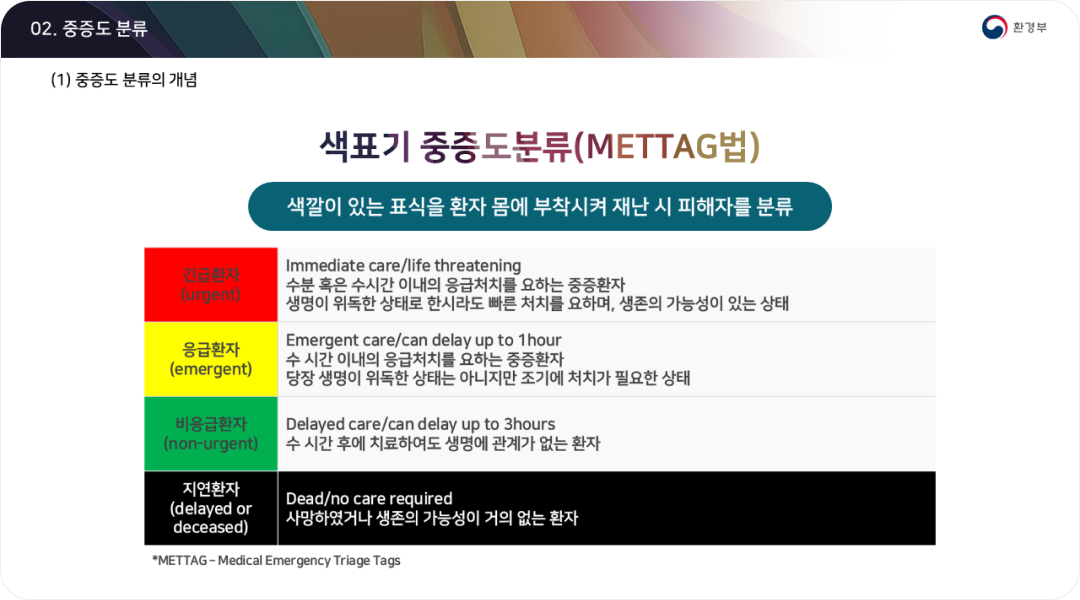 02. 중증도 분류
환경부
(1) 중증도 분류의 개념
색표기 중증도분류(METTAG법)
색깔이 있는 표식을 환자 몸에 부착시켜 재난 시 피해자를 분류
긴급환자
(urgent)
Immediate care/life threatening
수분 혹은 수시간 이내의 응급처치를 요하는 중증환자
생명이 위독한 상태로 한시라도 빠른 처치를 요하며, 생존의 가능성이 있는 상태
응급환자
(emergent)
Emergent care/can delay up to 1hour
수 시간 이내의 응급처치를 요하는 중증환자
당장 생명이 위독한 상태는 아니지만 조기에 처치가 필요한 상태
비응급환자
(non-urgent)
Delayed care/can delay up to 3hours
수 시간 후에 치료하여도 생명에 관계가 없는 환자
지연환자
(delayed or
deceased)
Dead/no care required
사망하였거나 생존의 가능성이 거의 없는 환자
*METTAG – Medical Emergency Triage Tags